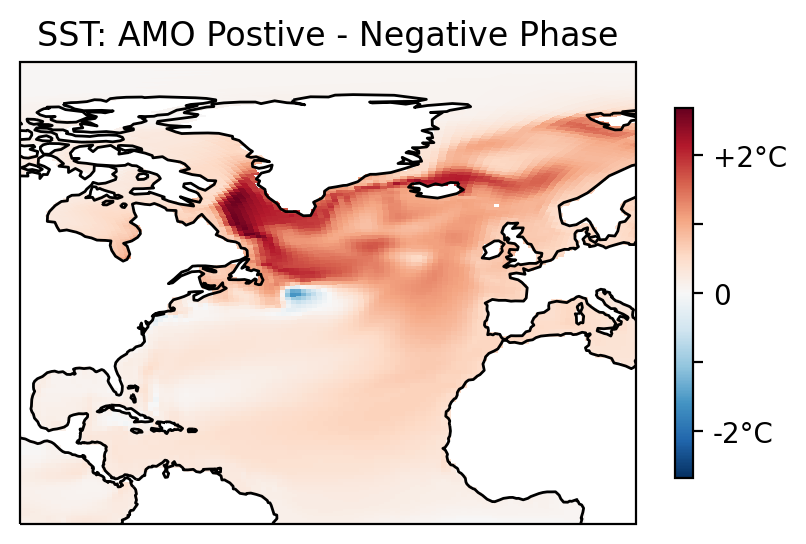 SST: AMO Postive - Negative Phase
+2°C
0
-2°C